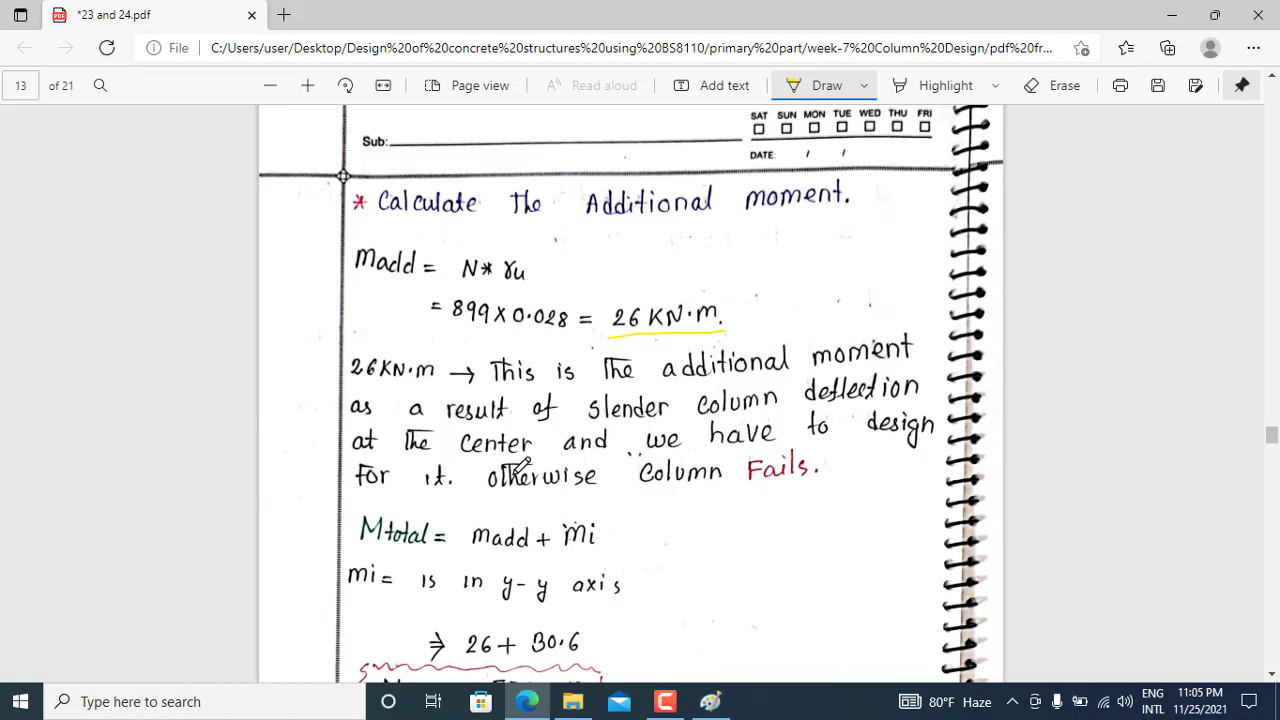 *23 and 24.pdf
File
C:/Users/user/Desktop/Design%20of%20concrete%20structures%20using%20BS8110/primary%20part/week-7%20Column%20Design/pdf%20fr...
13 of 21
Page view
Read aloud
Add text
Draw
Highlight
Erase
SAT SUN MON TUE WED THU FRI
Sub:
DATE: / /
* Calculate The Additional moment.
Madd = N* γu
= 899 X 0.028 = 26 KN.m.
26KN.m → This is The additional moment
as a result of slender column deflection
at The center and we have to design
for it. otherwise column Fails.
Mtotal = madd + mi
mi = is in y-y axis
⇒ 26 + 30.6
Type here to search
80°F Haze
ENG
INTL
1:05 PM
11/25/2021